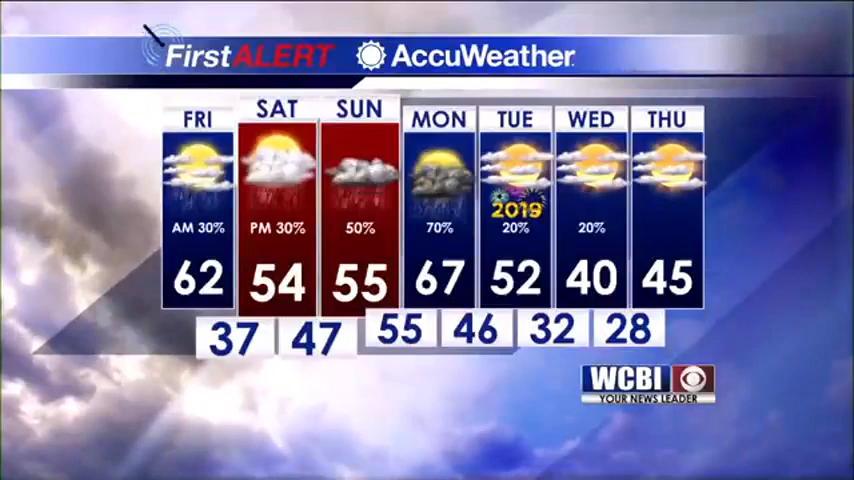 FirstALERT AccuWeather
FRI SAT SUN MON TUE WED THU
2019
AM 30% PM 30% 50% 70% 20% 20%
62 54 55 67 52 40 45
37 47 55 46 32 28
WCBI
YOUR NEWS LEADER